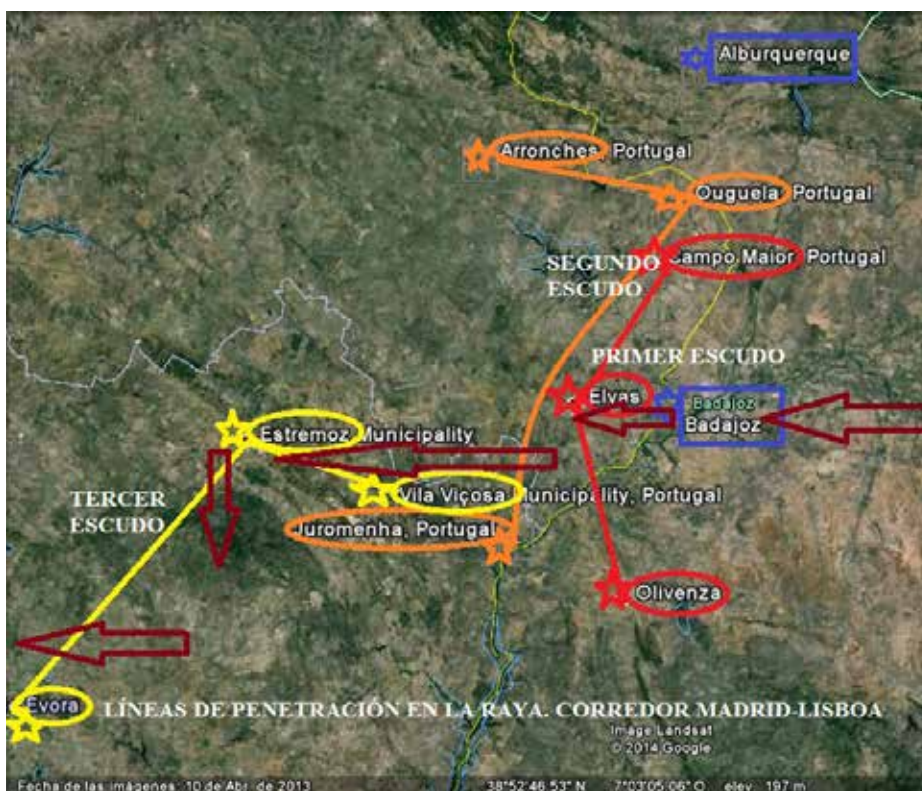 Alburquerque
Arronches, Portugal
Ouguela, Portugal
SEGUNDO
ESCUDO
Campo Maior, Portugal
PRIMER ESCUDO
Elvas
Badajoz
Badajoz
Estremoz Municipality
TERCER
ESCUDO
Vila Viçosa Municipality, Portugal
Juromenha, Portugal
Olivenza
Evora
LÍNEAS DE PENETRACIÓN EN LA RAYA. CORREDOR MADRID-LISBOA
Image Landsat
© 2014 Google
Fecha de las imágenes: 10 de Abr. de 2013 38°52'46.53" N 7°03'05.06" O elev. 197 m